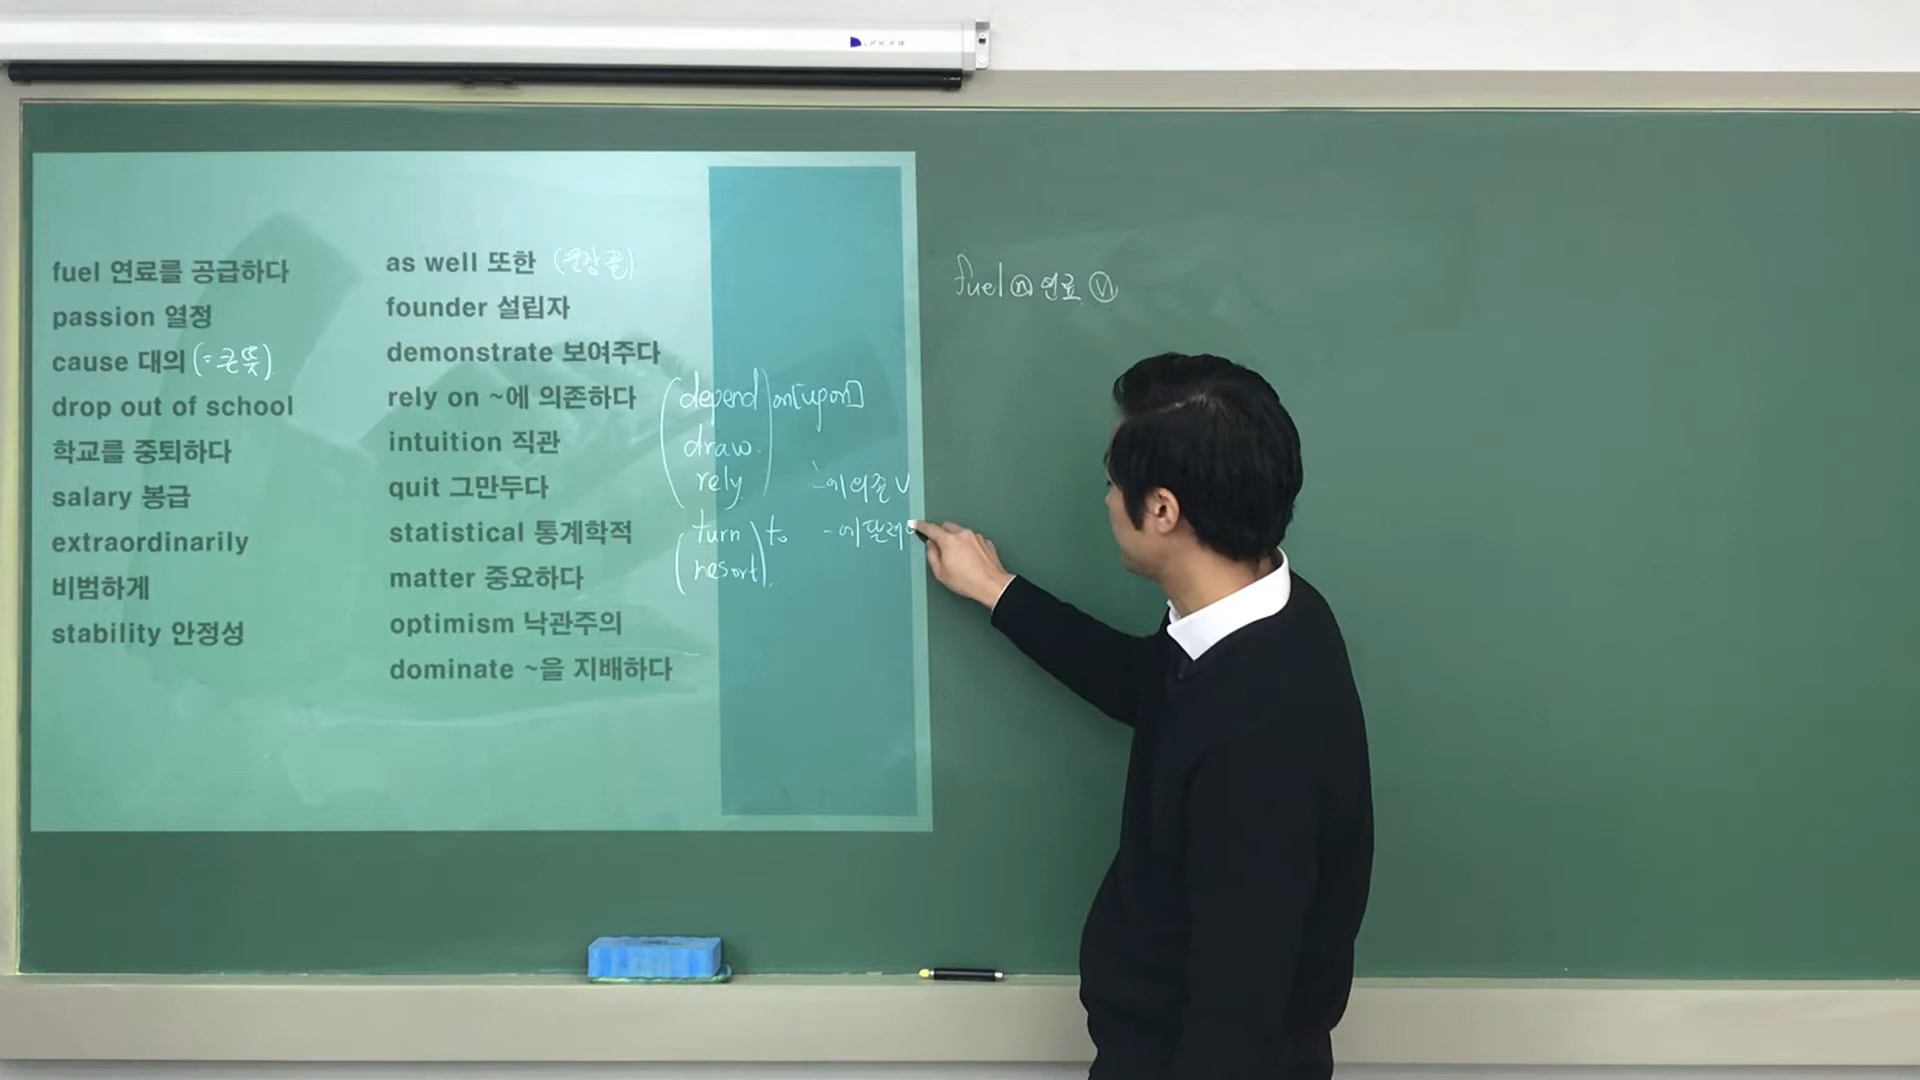 fuel 연료를 공급하다
passion 열정
cause 대의 (=큰뜻)
drop out of school
학교를 중퇴하다
salary 봉급
extraordinarily
비범하게
stability 안정성
as well 또한 (문장 끝)
founder 설립자
demonstrate 보여주다
rely on ~에 의존하다
intuition 직관
quit 그만두다
statistical 통계학적
matter 중요하다
optimism 낙관주의
dominate ~을 지배하다
depend on[upon]
draw
rely ~에 의존 V
turn to ~에
resort
fuel ⓝ 연료 ⓥ